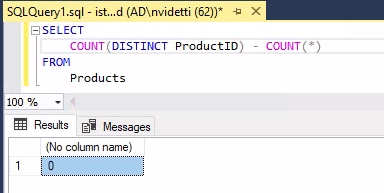 SQLQuery1.sql - ist...d (AD\nvidetti (62))*
SELECT
COUNT(DISTINCT ProductID) - COUNT(*)
FROM
Products
100 %
Results Messages
(No column name)
1 0